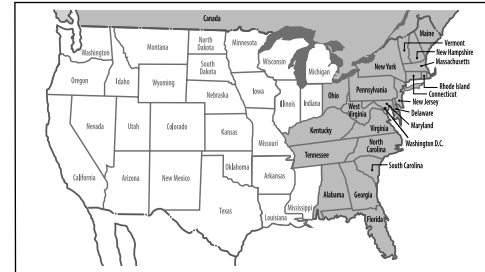 Canada
Washington
Montana
North
Dakota
Minnesota
Maine
Vermont
New Hampshire
Massachusetts
Oregon
Idaho
Wyoming
South
Dakota
Wisconsin
Michigan
New York
Rhode Island
Connecticut
Nebraska
Iowa
Illinois
Indiana
Ohio
Pennsylvania
New Jersey
Delaware
Maryland
Washington D.C.
Nevada
Utah
Colorado
Kansas
Missouri
West
Virginia
Virginia
Kentucky
California
Arizona
New Mexico
Oklahoma
Arkansas
Tennessee
North
Carolina
South Carolina
Texas
Louisiana
Mississippi
Alabama
Georgia
Florida